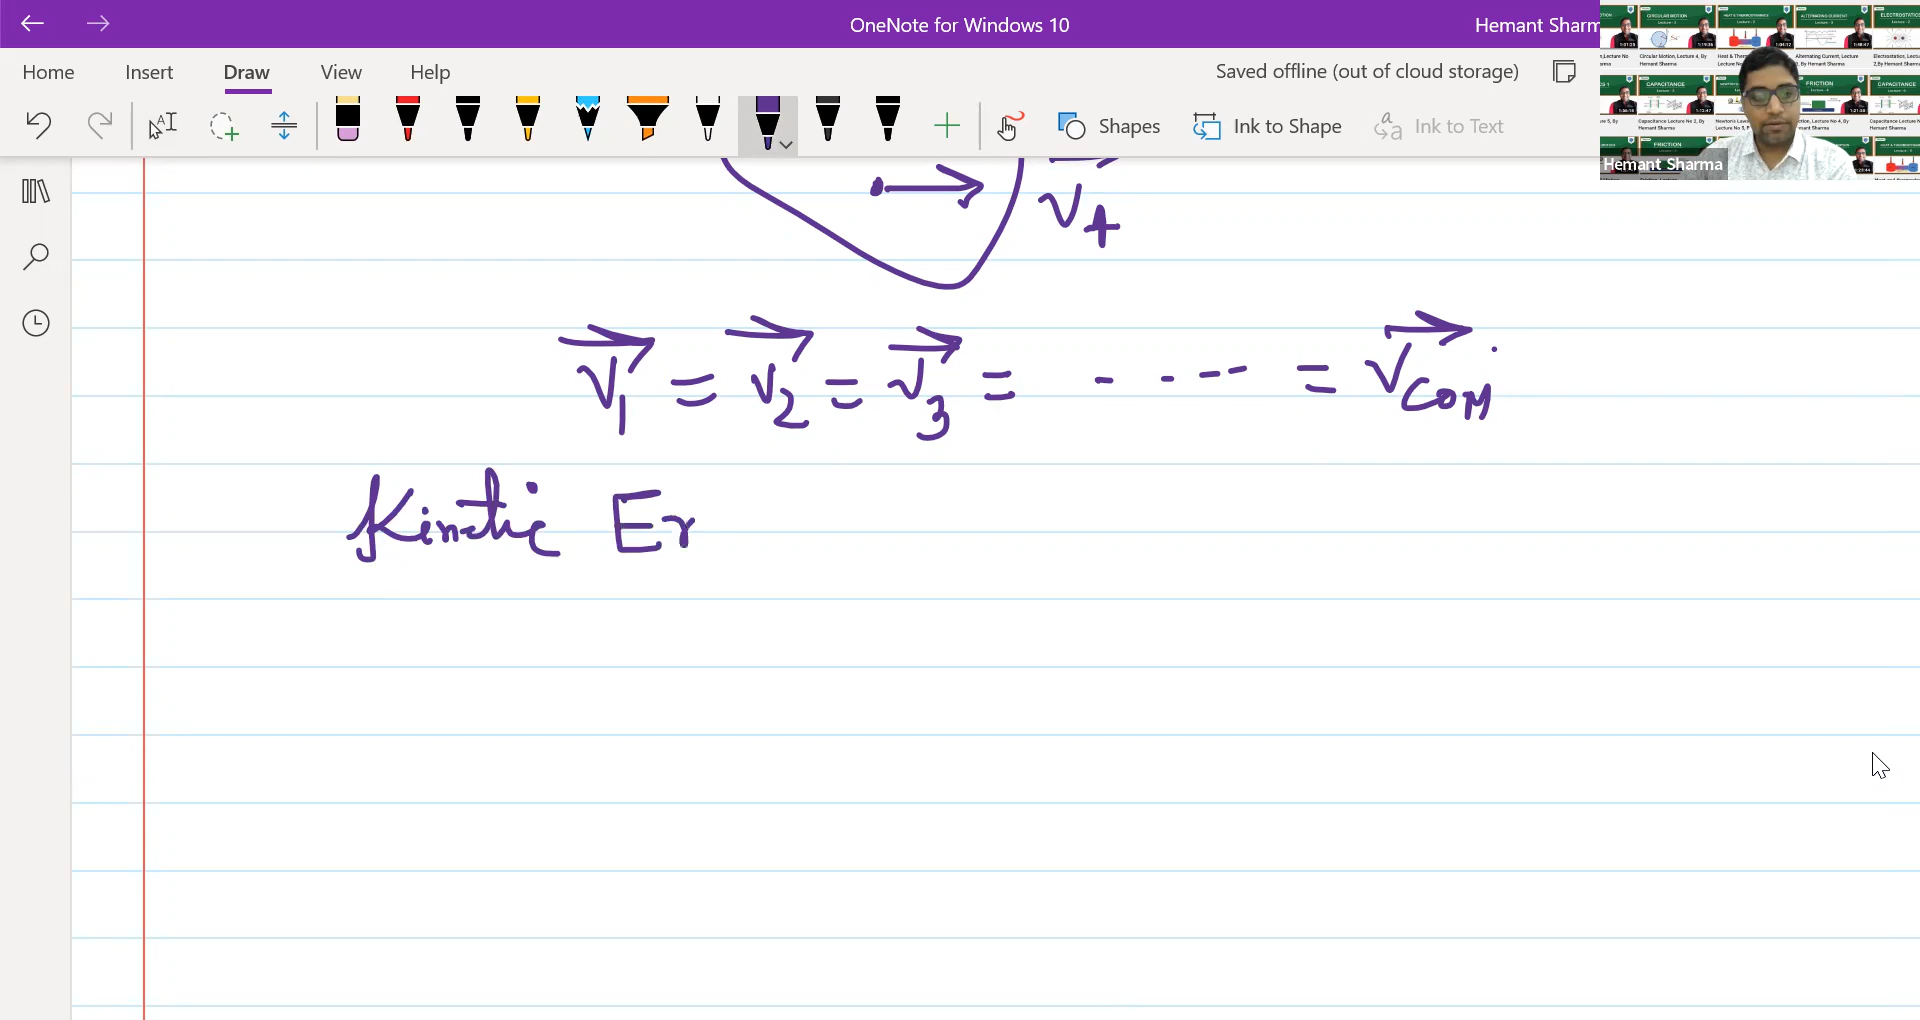 OneNote for Windows 10
Hemant Sharm
Home Insert Draw View Help
Saved offline (out of cloud storage)
Shapes Ink to Shape Ink to Text
Hemant Sharma
V4
V1 = V2 = V3 = - - - - - = VCOM
Kinetic Er